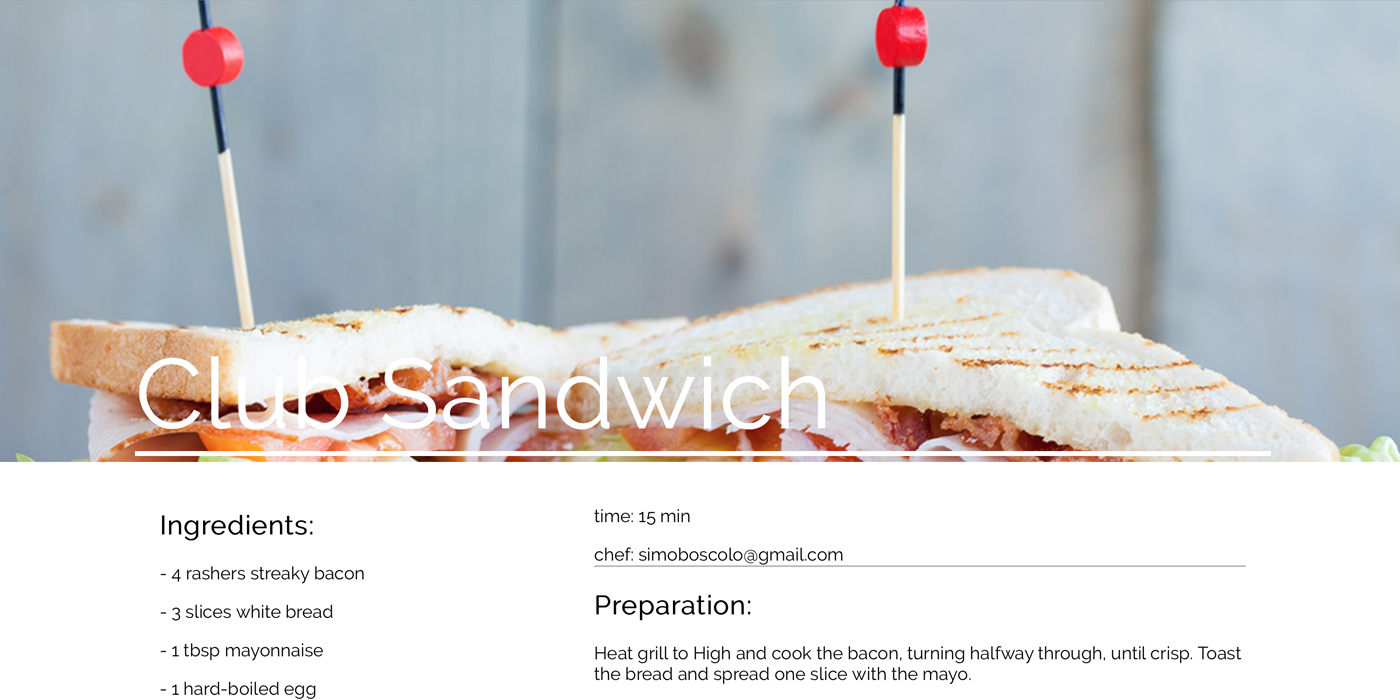 Club Sandwich
Ingredients:
- 4 rashers streaky bacon
- 3 slices white bread
- 1 tbsp mayonnaise
- 1 hard-boiled egg
time: 15 min
chef: simoboscolo@gmail.com
Preparation:
Heat grill to High and cook the bacon, turning halfway through, until crisp. Toast
the bread and spread one slice with the mayo.